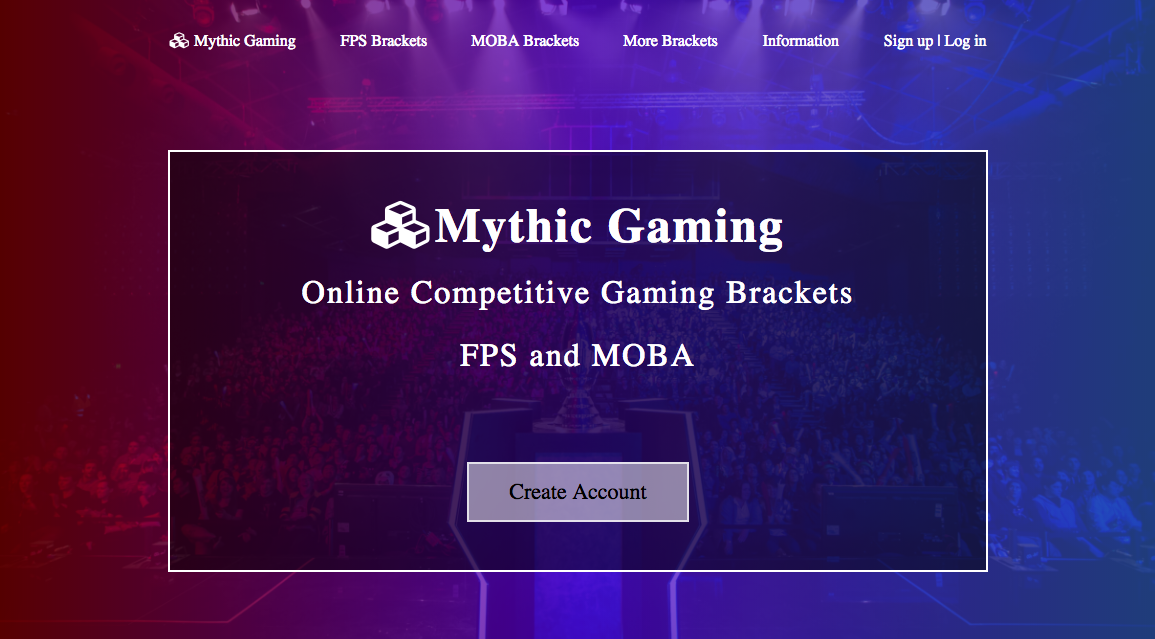 Mythic Gaming FPS Brackets MOBA Brackets More Brackets Information Sign up | Log in
Mythic Gaming
Online Competitive Gaming Brackets
FPS and MOBA
Create Account